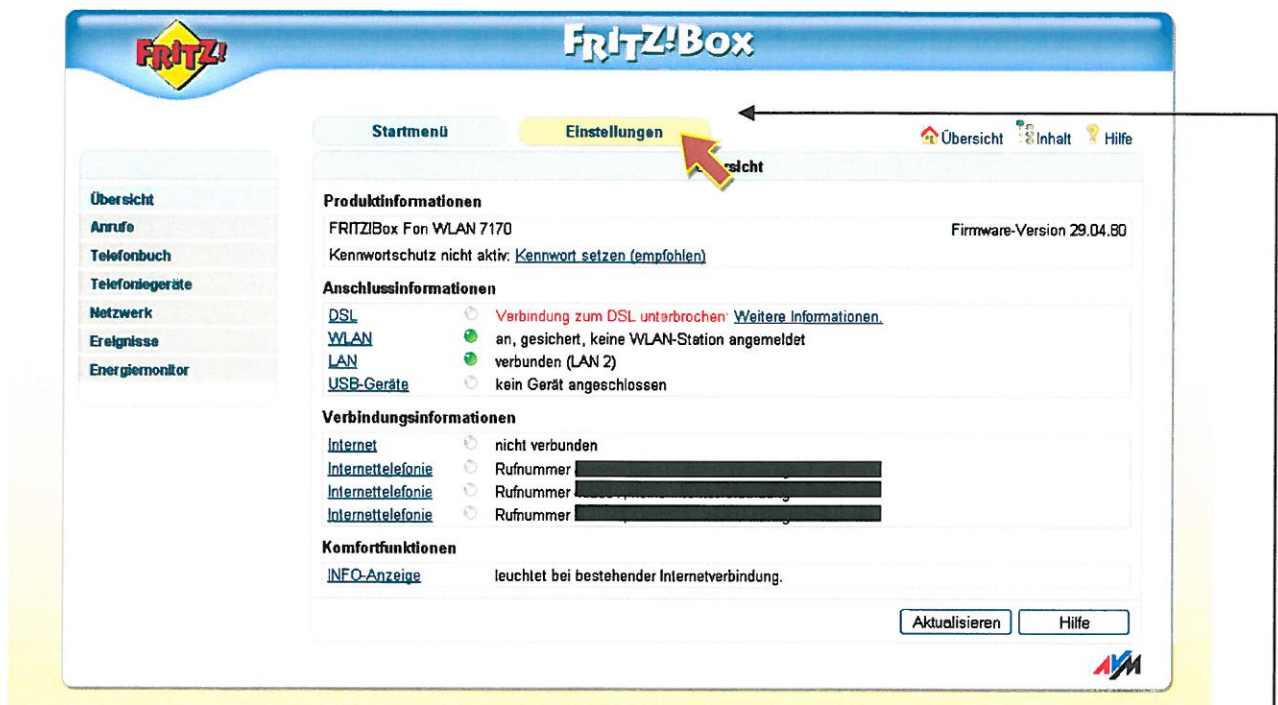 FRITZ!
FRITZ!Box
Startmenü
Einstellungen
Übersicht
Inhalt
Hilfe
rsicht
Übersicht
Anrufe
Telefonbuch
Telefoniegeräte
Netzwerk
Ereignisse
Energiemonitor
Produktinformationen
FRITZ!Box Fon WLAN 7170 Firmware-Version 29.04.80
Kennwortschutz nicht aktiv: Kennwort setzen (empfohlen)
Anschlussinformationen
DSL Verbindung zum DSL unterbrochen Weitere Informationen.
WLAN an, gesichert, keine WLAN-Station angemeldet
LAN verbunden (LAN 2)
USB-Geräte kein Gerät angeschlossen
Verbindungsinformationen
Internet nicht verbunden
Internettelefonie Rufnummer
Internettelefonie Rufnummer
Internettelefonie Rufnummer
Komfortfunktionen
INFO-Anzeige leuchtet bei bestehender Internetverbindung.
Aktualisieren Hilfe
AVM